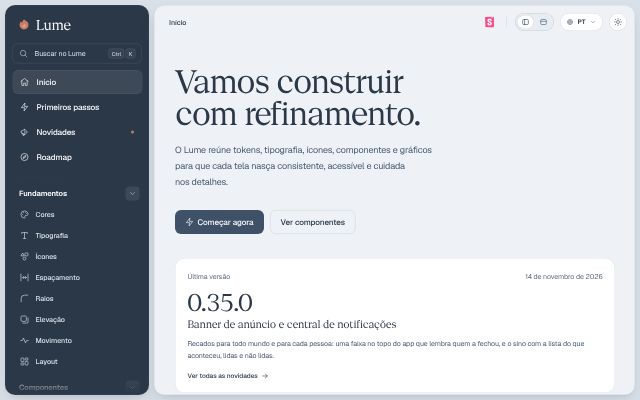 Lume
Buscar no Lume
Ctrl K
Início
Primeiros passos
Novidades
Roadmap
Fundamentos
Cores
Tipografia
Ícones
Espaçamento
Raios
Elevação
Movimento
Layout
Componentes
Início
PT
Vamos construir
com refinamento.
O Lume reúne tokens, tipografia, ícones, componentes e gráficos
para que cada tela nasça consistente, acessível e cuidada
nos detalhes.
Começar agora
Ver componentes
Última versão
14 de novembro de 2026
0.35.0
Banner de anúncio e central de notificações
Recados para todo mundo e para cada pessoa: uma faixa no topo do app que lembra quem a fechou, e o sino com a lista do que
aconteceu, lidas e não lidas.
Ver todas as novidades